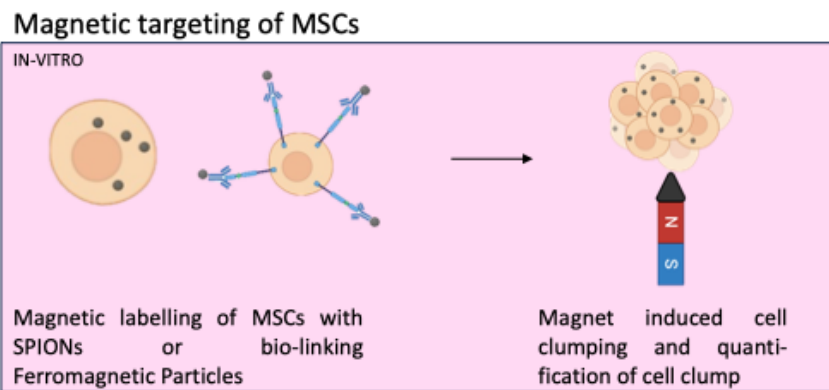 Magnetic targeting of MSCs
IN-VITRO
N
S
Magnetic labelling of MSCs with
SPIONs or bio-linking
Ferromagnetic Particles
Magnet induced cell
clumping and quanti-
fication of cell clump